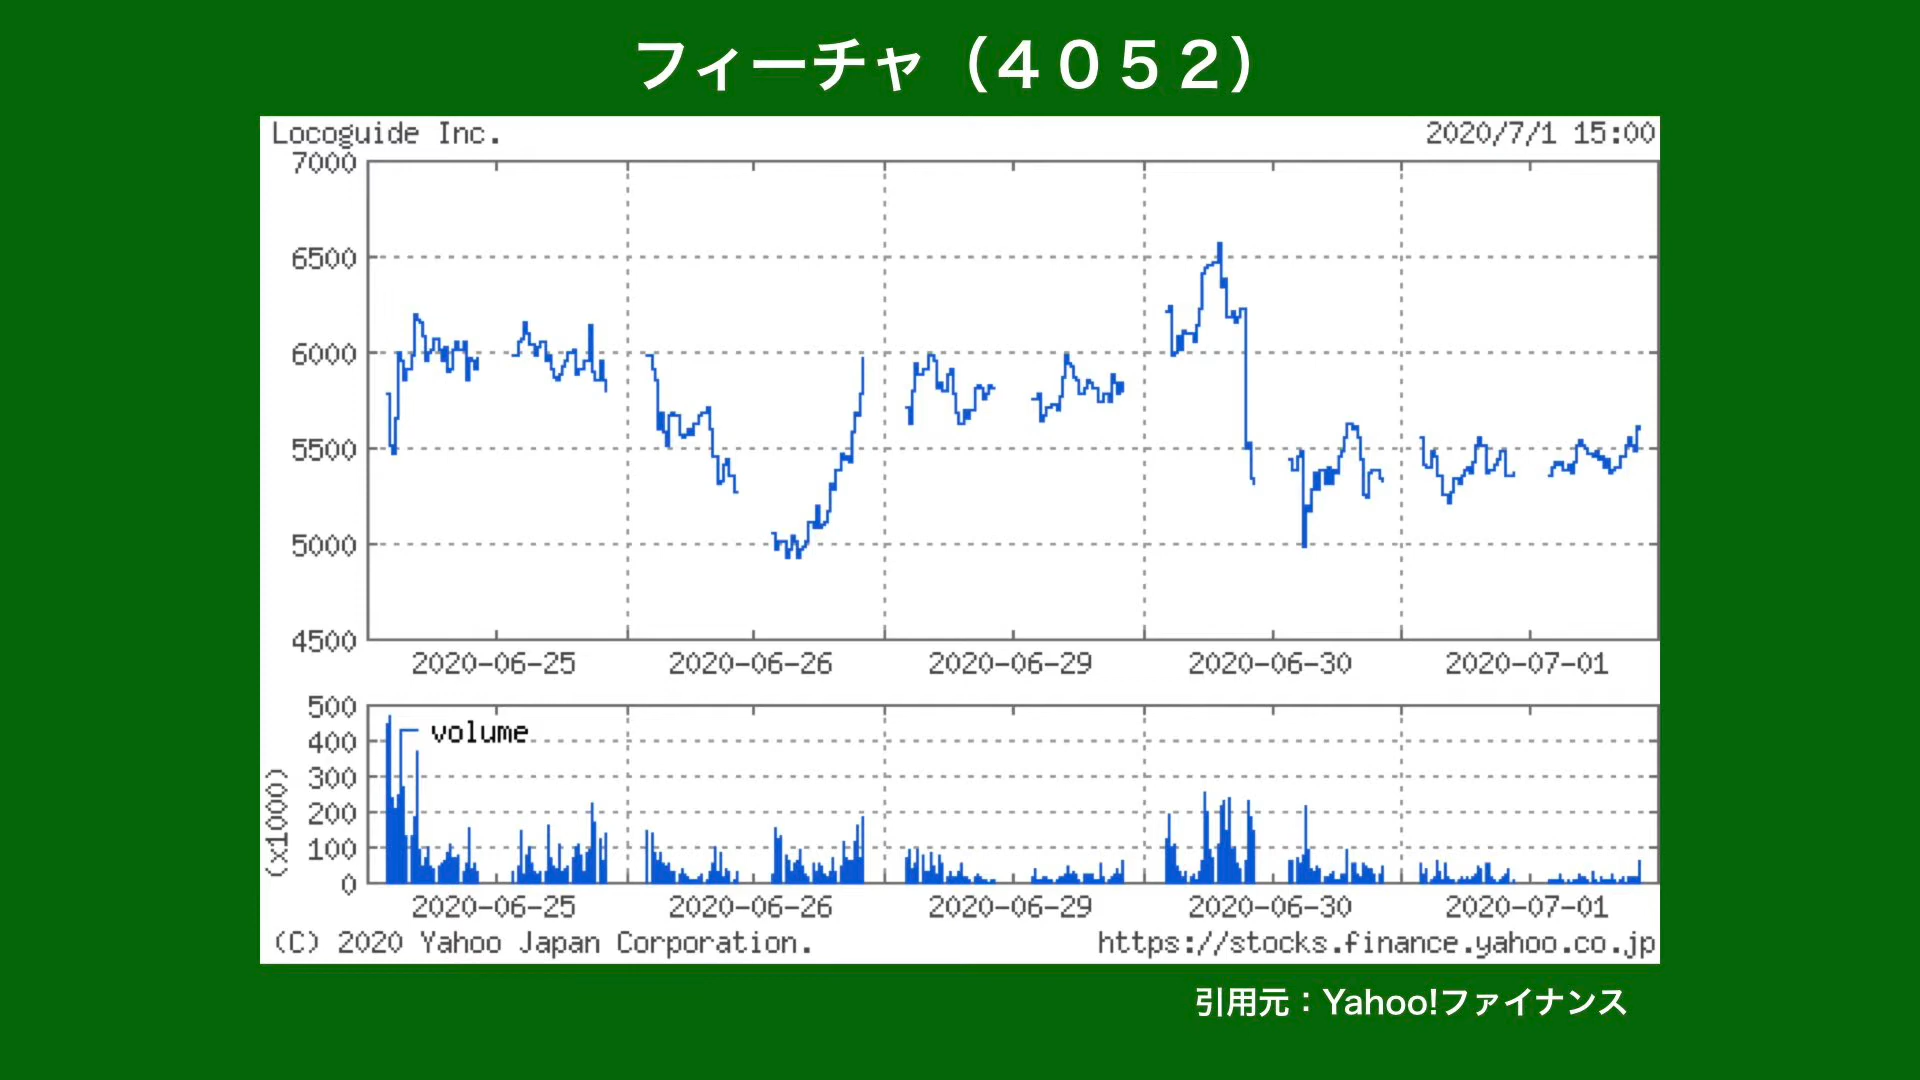 フィーチャ（４０５２）
Locoguide Inc. 2020/7/1 15:00
7000
6500
6000
5500
5000
4500
2020-06-25 2020-06-26 2020-06-29 2020-06-30 2020-07-01
500
400
300
200
100
0
(x1000)
volume
2020-06-25 2020-06-26 2020-06-29 2020-06-30 2020-07-01
(C) 2020 Yahoo Japan Corporation. https://stocks.finance.yahoo.co.jp
引用元：Yahoo!ファイナンス